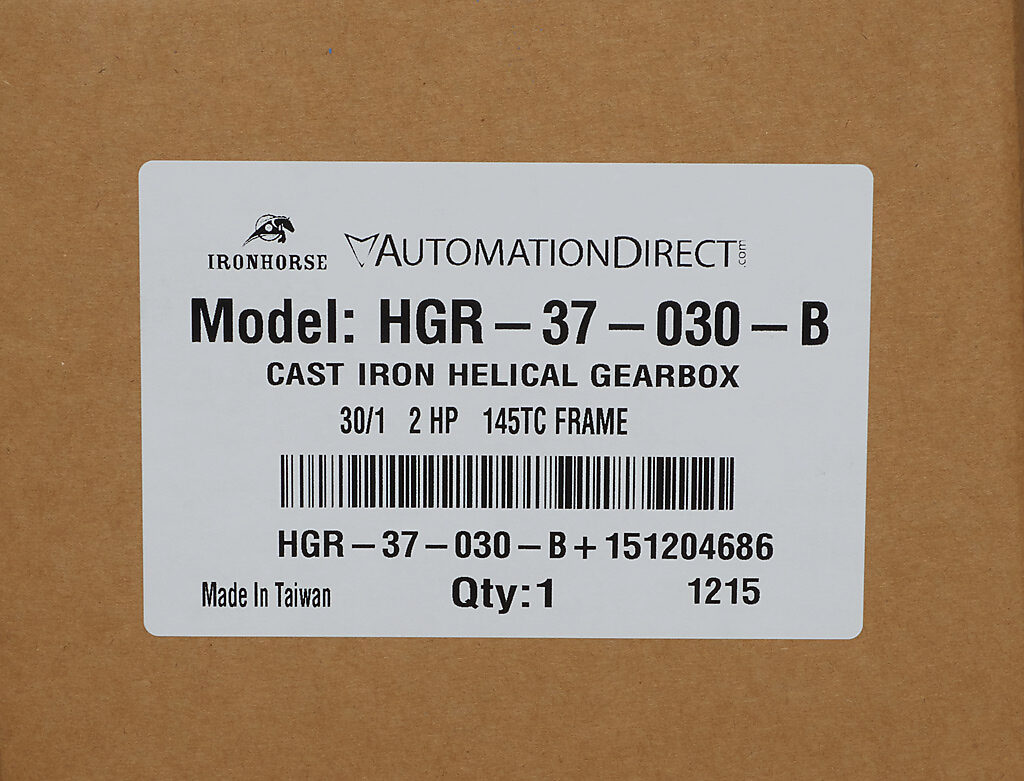 IRONHORSE AUTOMATIONDIRECT.com
Model: HGR-37-030-B
CAST IRON HELICAL GEARBOX
30/1 2 HP 145TC FRAME
HGR-37-030-B+151204686
Made In Taiwan Qty:1 1215